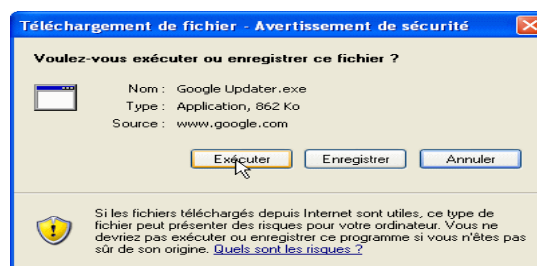 Téléchargement de fichier - Avertissement de sécurité
Voulez-vous exécuter ou enregistrer ce fichier ?
Nom : Google Updater.exe
Type : Application, 862 Ko
Source : www.google.com
Exécuter Enregistrer Annuler
Si les fichiers téléchargés depuis Internet sont utiles, ce type de
fichier peut présenter des risques pour votre ordinateur. Vous ne
devriez pas exécuter ou enregistrer ce programme si vous n'êtes pas
sûr de son origine. Quels sont les risques ?